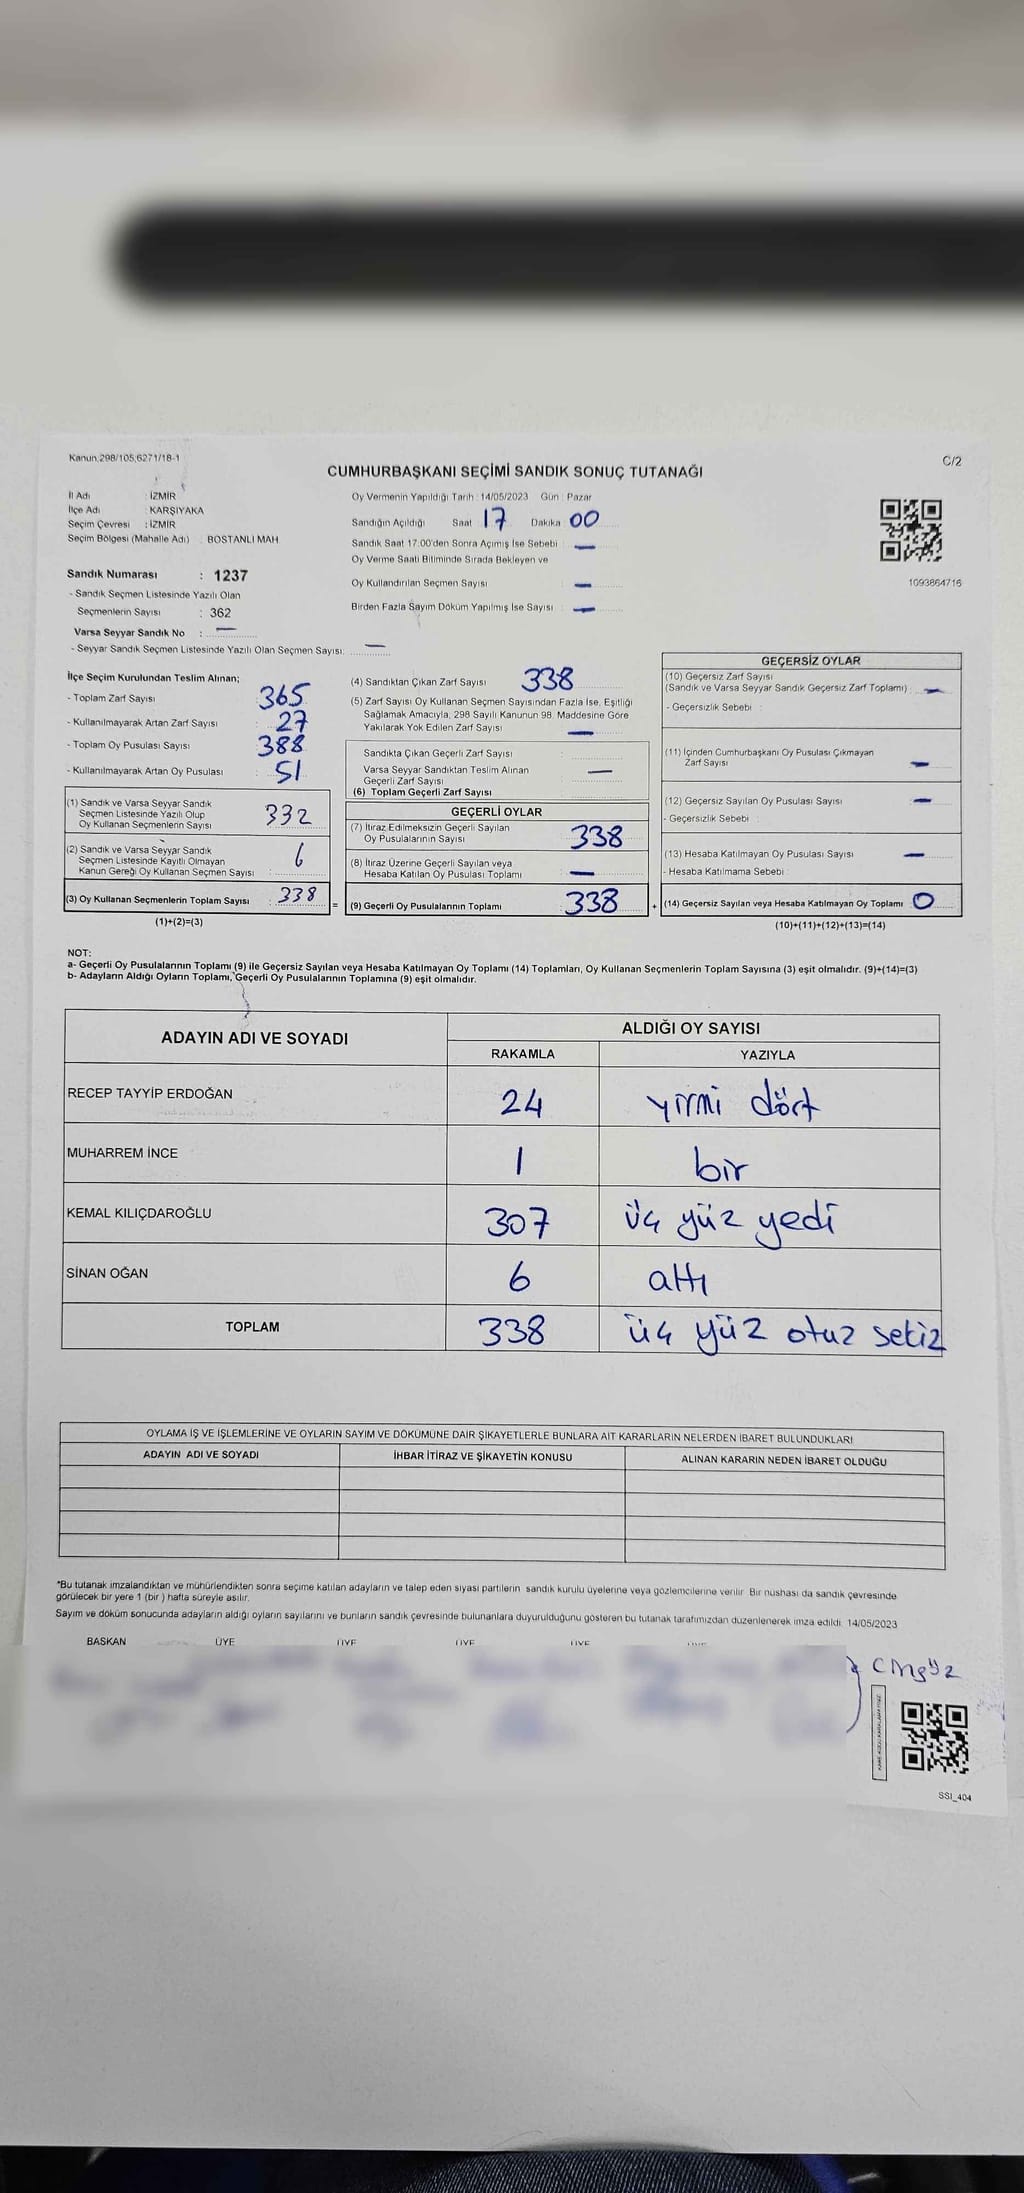 Kanun,298/105,6271/18-1
C/2
CUMHURBAŞKANI SEÇİMİ SANDIK SONUÇ TUTANAĞI
İl Adı : İZMİR
İlçe Adı : KARŞIYAKA
Seçim Çevresi : İZMİR
Seçim Bölgesi (Mahalle Adı) : BOSTANLI MAH
Sandık Numarası : 1237
- Sandık Seçmen Listesinde Yazılı Olan
Seçmenlerin Sayısı : 362
Varsa Seyyar Sandık No : —
- Seyyar Sandık Seçmen Listesinde Yazılı Olan Seçmen Sayısı: —
Oy Vermenin Yapıldığı Tarih : 14/05/2023 Gün : Pazar
Sandığın Açıldığı Saat 17 Dakika 00
Sandık Saat 17:00'den Sonra Açımış İse Sebebi : —
Oy Verme Saati Bitiminde Sırada Bekleyen ve
Oy Kullandırılan Seçmen Sayısı : —
Birden Fazla Sayım Döküm Yapılmış İse Sayısı : —
1093864716
İlçe Seçim Kurulundan Teslim Alınan;
- Toplam Zarf Sayısı : 365
- Kullanılmayarak Artan Zarf Sayısı : 27
- Toplam Oy Pusulası Sayısı : 388
- Kullanılmayarak Artan Oy Pusulası : 51
(1) Sandık ve Varsa Seyyar Sandık
Seçmen Listesinde Yazılı Olup
Oy Kullanan Seçmenlerin Sayısı : 332
(2) Sandık ve Varsa Seyyar Sandık
Seçmen Listesinde Kayıtlı Olmayan
Kanun Gereği Oy Kullanan Seçmen Sayısı : 6
(3) Oy Kullanan Seçmenlerin Toplam Sayısı : 338
(1)+(2)=(3)
(4) Sandıktan Çıkan Zarf Sayısı : 338
(5) Zarf Sayısı Oy Kullanan Seçmen Sayısından Fazla İse, Eşitliği
Sağlamak Amacıyla, 298 Sayılı Kanunun 98. Maddesine Göre
Yakılarak Yok Edilen Zarf Sayısı : —
Sandıkta Çıkan Geçerli Zarf Sayısı :
Varsa Seyyar Sandıktan Teslim Alınan
Geçerli Zarf Sayısı : —
(6) Toplam Geçerli Zarf Sayısı
GEÇERLİ OYLAR
(7) İtiraz Edilmeksizin Geçerli Sayılan
Oy Pusulalarının Sayısı : 338
(8) İtiraz Üzerine Geçerli Sayılan veya
Hesaba Katılan Oy Pusulası Toplamı : —
= (9) Geçerli Oy Pusulalarının Toplamı : 338
GEÇERSİZ OYLAR
(10) Geçersiz Zarf Sayısı
(Sandık ve Varsa Seyyar Sandık Geçersiz Zarf Toplamı) : —
- Geçersizlik Sebebi :
(11) İçinden Cumhurbaşkanı Oy Pusulası Çıkmayan
Zarf Sayısı : —
(12) Geçersiz Sayılan Oy Pusulası Sayısı : —
- Geçersizlik Sebebi :
(13) Hesaba Katılmayan Oy Pusulası Sayısı : —
- Hesaba Katılmama Sebebi :
+ (14) Geçersiz Sayılan veya Hesaba Katılmayan Oy Toplamı : 0
(10)+(11)+(12)+(13)=(14)
NOT:
a- Geçerli Oy Pusulalarının Toplamı (9) ile Geçersiz Sayılan veya Hesaba Katılmayan Oy Toplamı (14) Toplamları, Oy Kullanan Seçmenlerin Toplam Sayısına (3) eşit olmalıdır. (9)+(14)=(3)
b- Adayların Aldığı Oyların Toplamı, Geçerli Oy Pusulalarının Toplamına (9) eşit olmalıdır.
ADAYIN ADI VE SOYADI ALDIĞI OY SAYISI
RAKAMLA YAZIYLA
RECEP TAYYİP ERDOĞAN 24 yirmi dört
MUHARREM İNCE 1 bir
KEMAL KILIÇDAROĞLU 307 üç yüz yedi
SİNAN OĞAN 6 altı
TOPLAM 338 üç yüz otuz sekiz
OYLAMA İŞ VE İŞLEMLERİNE VE OYLARIN SAYIM VE DÖKÜMÜNE DAİR ŞİKAYETLERLE BUNLARA AİT KARARLARIN NELERDEN İBARET BULUNDUKLARI
ADAYIN ADI VE SOYADI İHBAR İTİRAZ VE ŞİKAYETİN KONUSU ALINAN KARARIN NEDEN İBARET OLDUĞU
*Bu tutanak imzalandıktan ve mühürlendikten sonra seçime katılan adayların ve talep eden siyasi partilerin sandık kurulu üyelerine veya gözlemcilerine verilir. Bir nüshası da sandık çevresinde
görülecek bir yere 1 (bir ) hafta süreyle asılır.
Sayım ve döküm sonucunda adayların aldığı oyların sayılarını ve bunların sandık çevresinde bulunanlara duyurulduğunu gösteren bu tutanak tarafımızdan düzenlenerek imza edildi. 14/05/2023
BAŞKAN ÜYE ÜYE ÜYE ÜYE
SSI_404